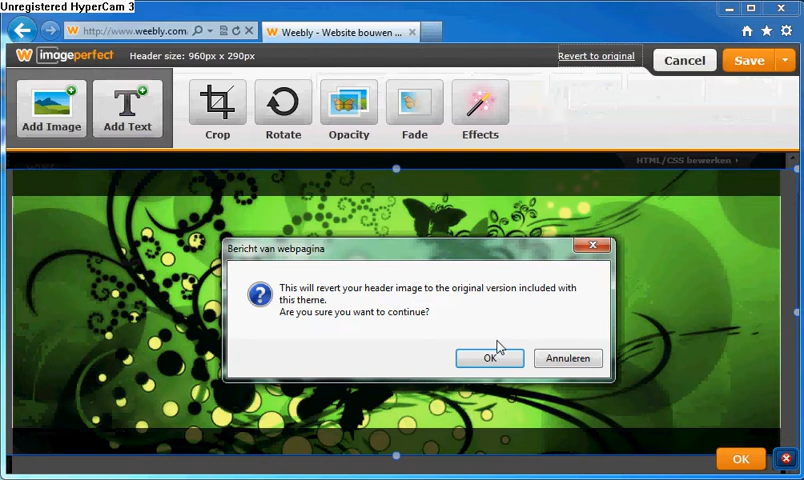 Unregistered HyperCam 3
http://www.weebly.com
Weebly - Website bouwen ...
imageperfect
Header size: 960px x 290px
Revert to original
Cancel
Save
Add Image
Add Text
Crop
Rotate
Opacity
Fade
Effects
HTML/CSS bewerken
Bericht van webpagina
This will revert your header image to the original version included with
this theme.
Are you sure you want to continue?
OK
Annuleren
OK